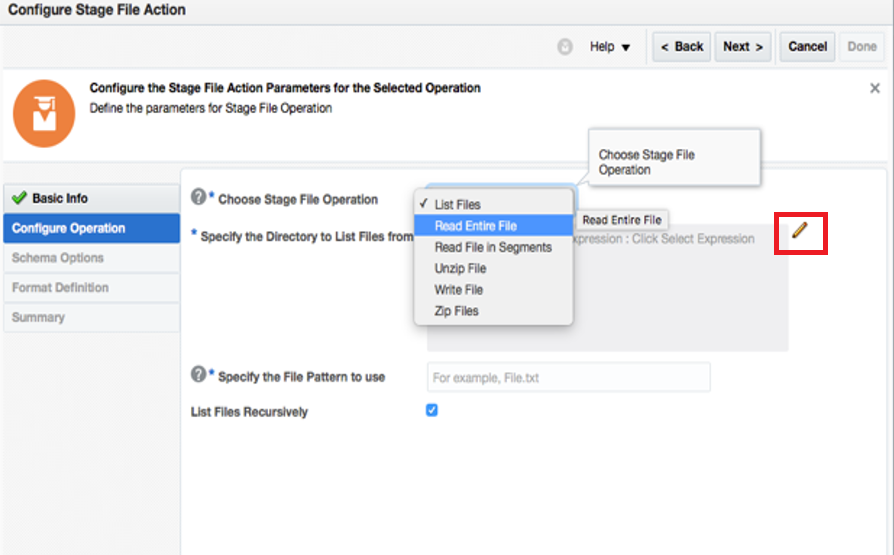 Configure Stage File Action
Help
< Back
Next >
Cancel
Done
Configure the Stage File Action Parameters for the Selected Operation
Define the parameters for Stage File Operation
Choose Stage File
Operation
Basic Info
Configure Operation
Schema Options
Format Definition
Summary
? * Choose Stage File Operation
✓ List Files
Read Entire File
Read File in Segments
Unzip File
Write File
Zip Files
Read Entire File
* Specify the Directory to List Files from
xpression : Click Select Expression
? * Specify the File Pattern to use
For example, File.txt
List Files Recursively